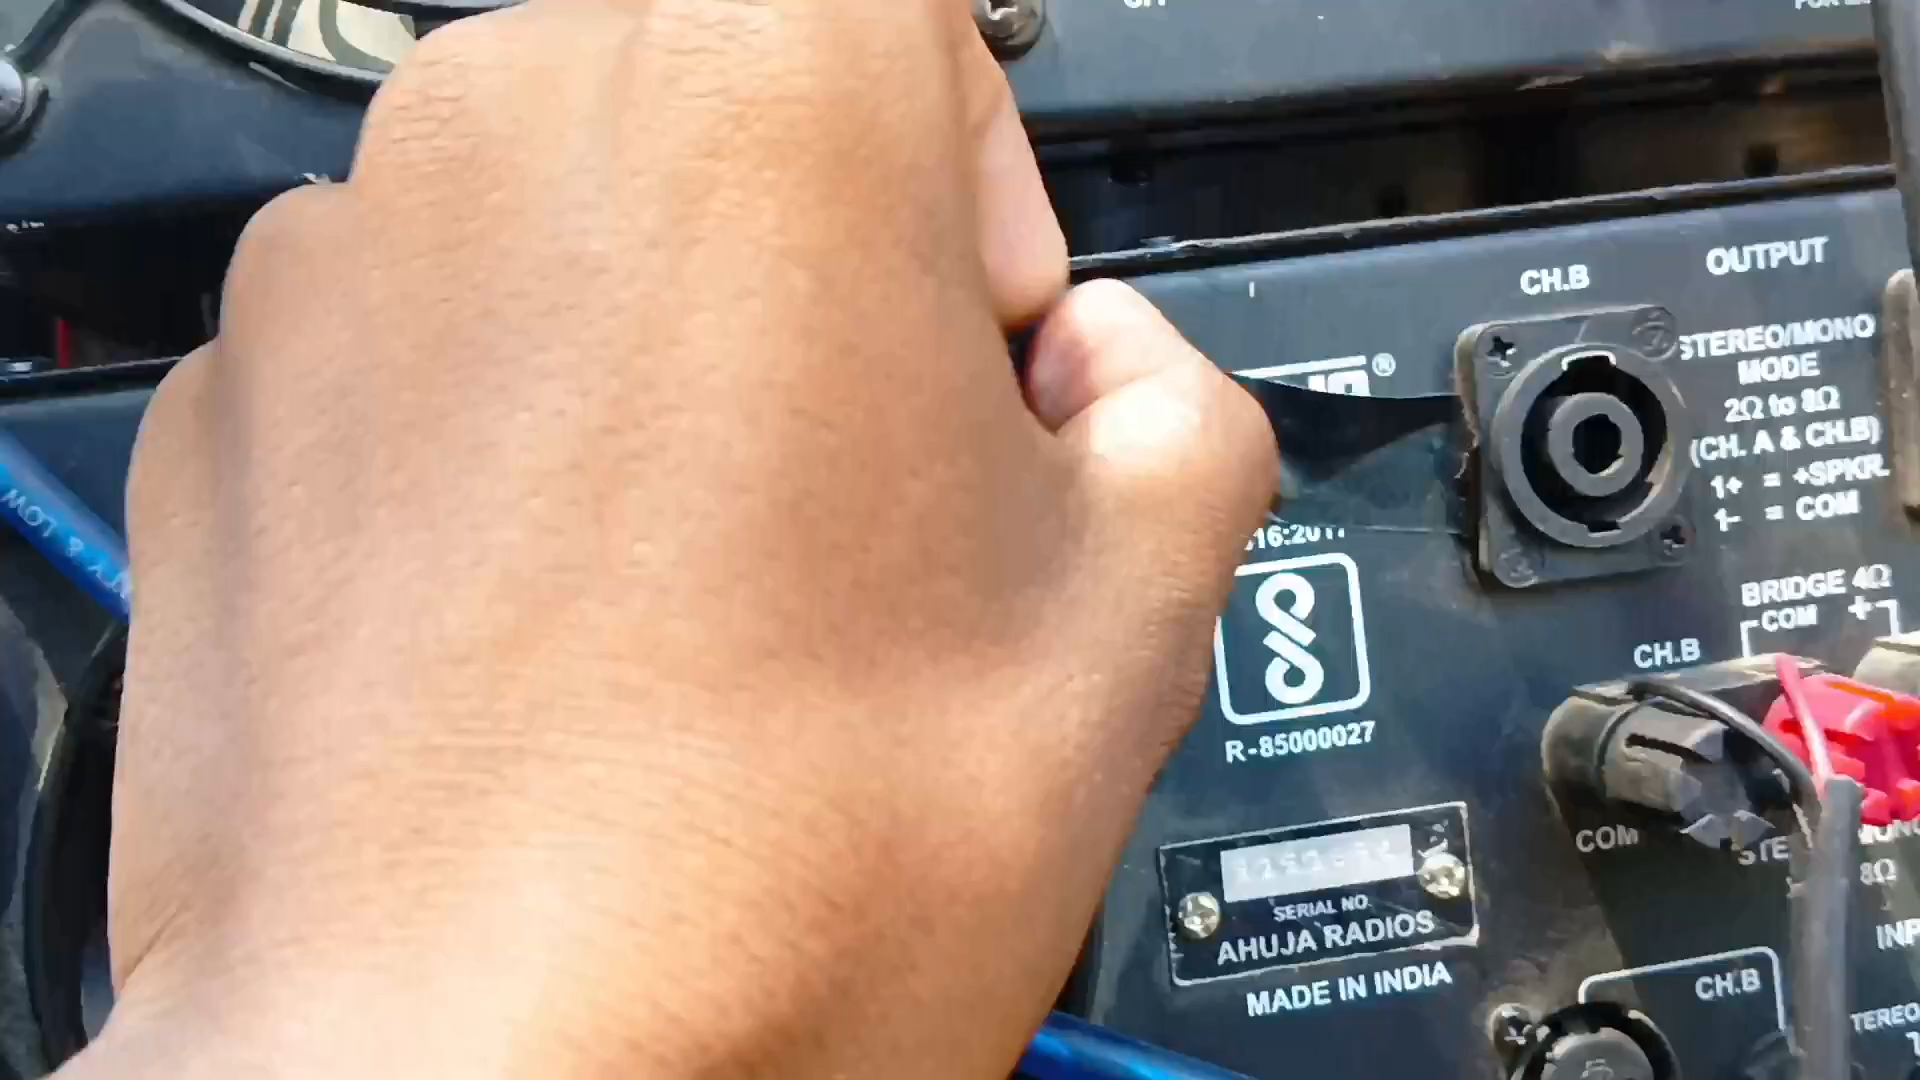 OUTPUT
CH.B
STEREO/MONO
MODE
2Ω to 8Ω
(CH. A & CH.B)
1+ = +SPKR.
1- = COM
®
BRIDGE 4Ω
COM +
CH.B
R-85000027
COM
8Ω
SERIAL NO.
AHUJA RADIOS
MADE IN INDIA
CH.B
& LOW